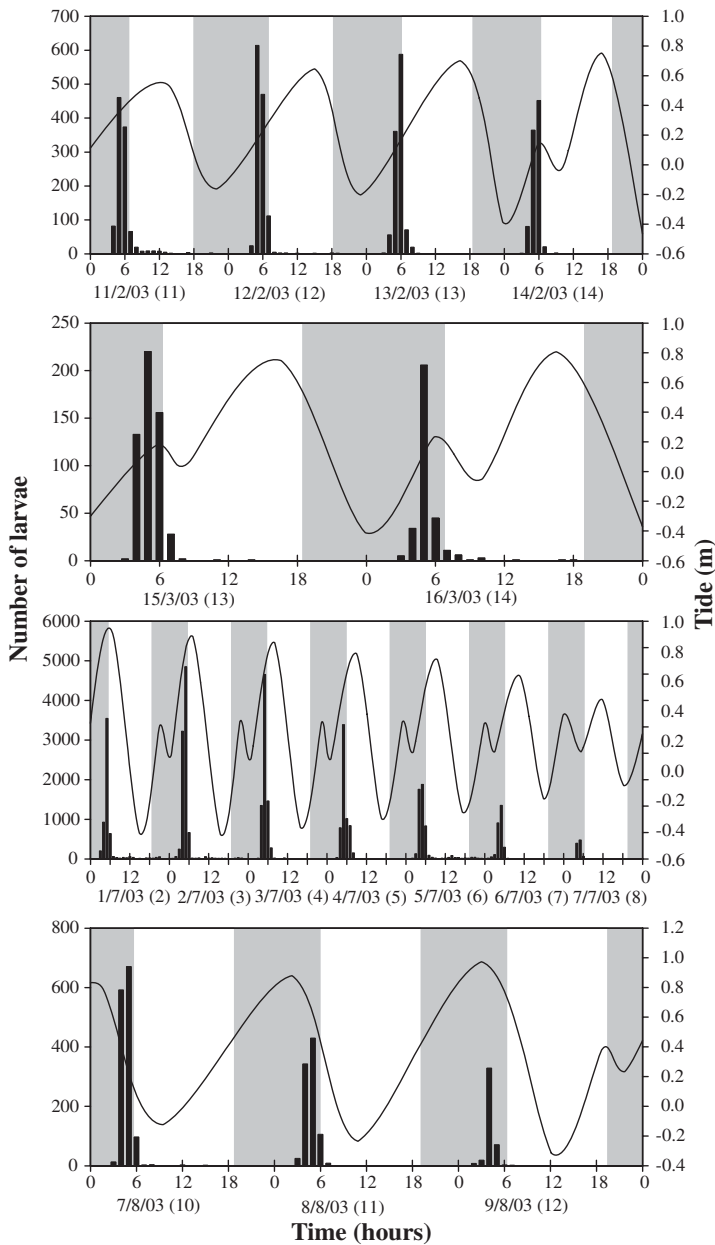 700 600 500 400 300 200 100 0
1.0 0.8 0.6 0.4 0.2 0.0 -0.2 -0.4 -0.6
0 6 12 18 0 6 12 18 0 6 12 18 0 6 12 18 0
11/2/03 (11) 12/2/03 (12) 13/2/03 (13) 14/2/03 (14)
250 200 150 100 50 0
1.0 0.8 0.6 0.4 0.2 0.0 -0.2 -0.4 -0.6
0 6 12 18 0 6 12 18 0
15/3/03 (13) 16/3/03 (14)
Number of larvae
Tide (m)
6000 5000 4000 3000 2000 1000 0
1.0 0.8 0.6 0.4 0.2 0.0 -0.2 -0.4 -0.6
0 12 0 12 0 12 0 12 0 12 0 12 0 12 0
1/7/03 (2) 2/7/03 (3) 3/7/03 (4) 4/7/03 (5) 5/7/03 (6) 6/7/03 (7) 7/7/03 (8)
800 600 400 200 0
1.2 1.0 0.8 0.6 0.4 0.2 0.0 -0.2 -0.4
0 6 12 18 0 6 12 18 0 6 12 18 0
7/8/03 (10) 8/8/03 (11) 9/8/03 (12)
Time (hours)